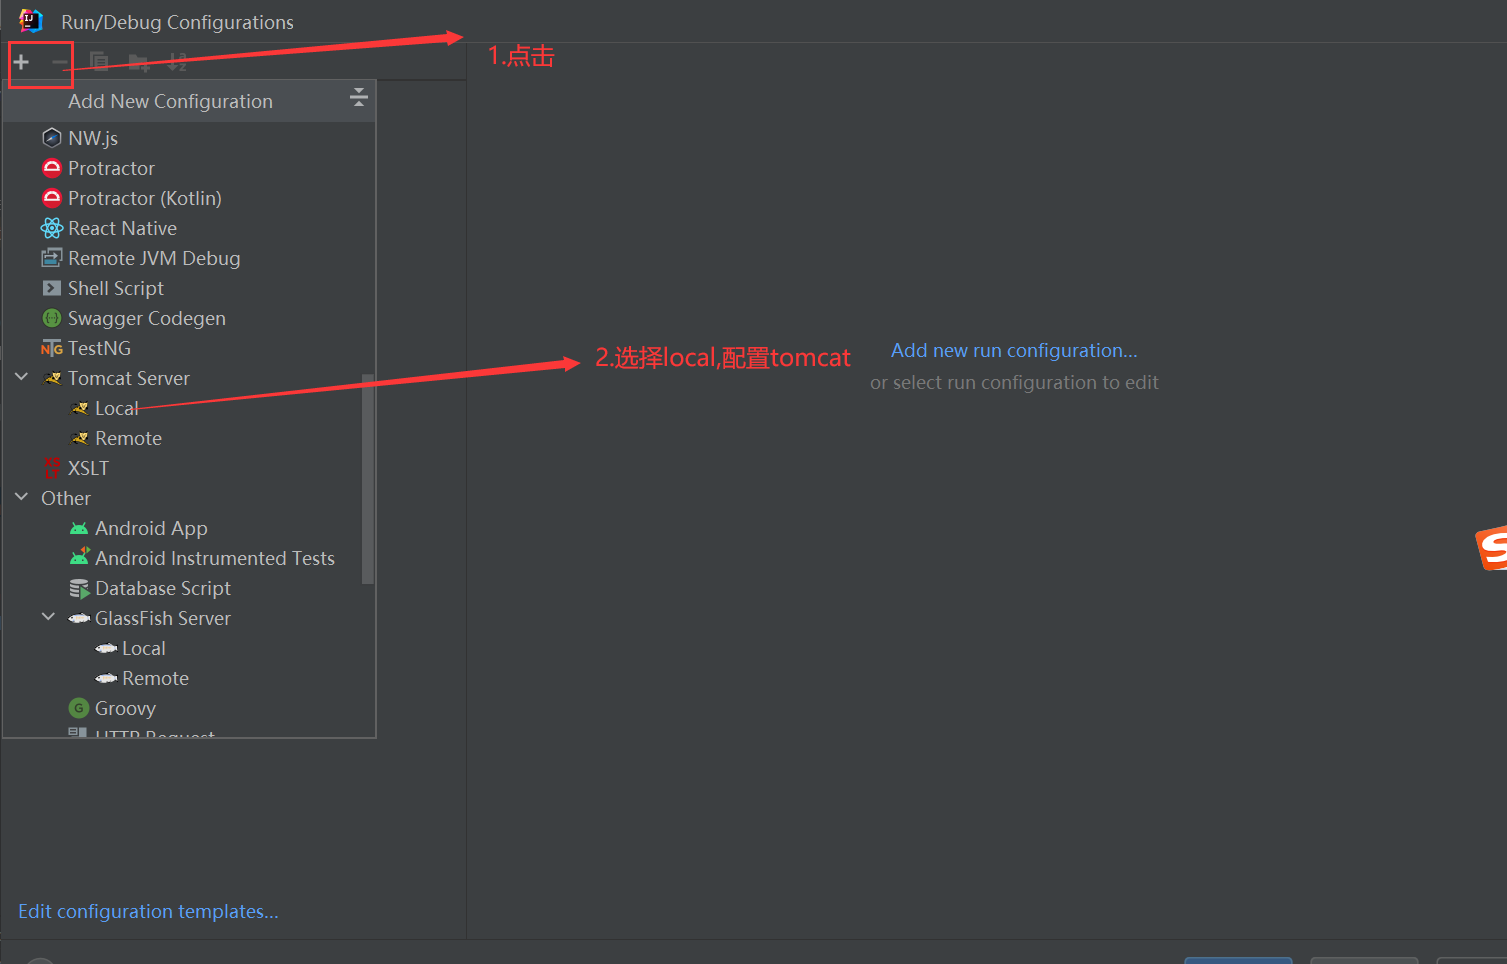 Run/Debug Configurations
1.点击
Add New Configuration
NW.js
Protractor
Protractor (Kotlin)
React Native
Remote JVM Debug
Shell Script
Swagger Codegen
TestNG
Tomcat Server
Local
Remote
XSLT
Other
Android App
Android Instrumented Tests
Database Script
GlassFish Server
Local
Remote
Groovy
HTTP Request
2.选择local,配置tomcat
Add new run configuration...
or select run configuration to edit
Edit configuration templates...